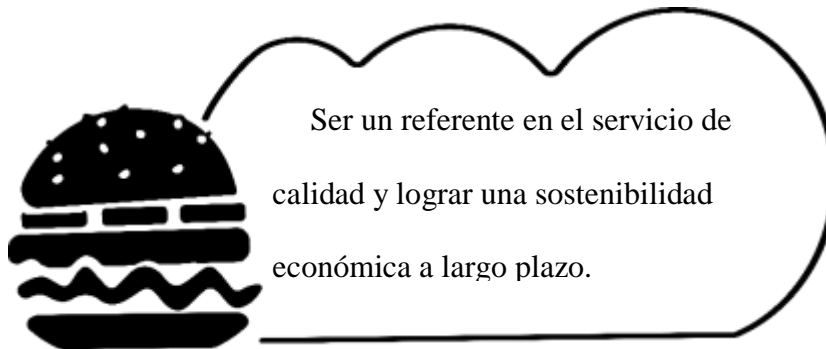 Ser un referente en el servicio de
calidad y lograr una sostenibilidad
económica a largo plazo.